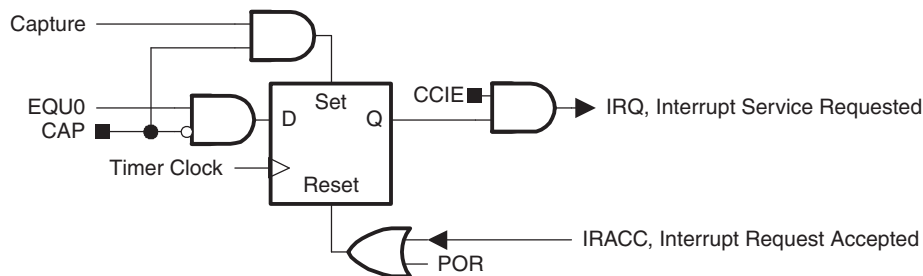 Capture
Set
EQU0
CAP
D
Q
CCIE
IRQ, Interrupt Service Requested
Timer Clock
Reset
IRACC, Interrupt Request Accepted
POR